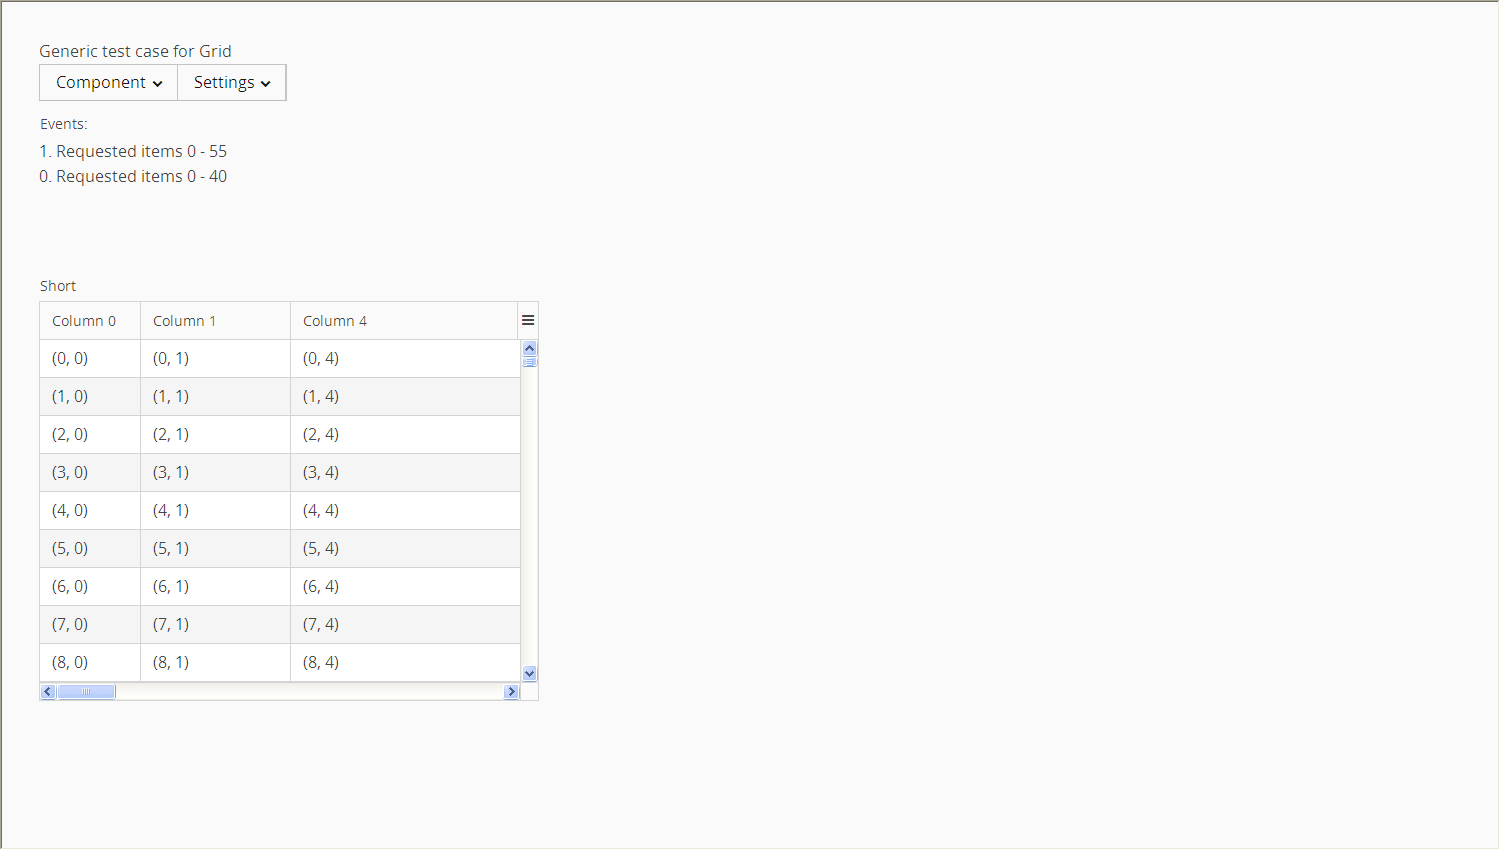 Generic test case for Grid
Component Settings
Events:
1. Requested items 0 - 55
0. Requested items 0 - 40
Short
Column 0 Column 1 Column 4
(0, 0) (0, 1) (0, 4)
(1, 0) (1, 1) (1, 4)
(2, 0) (2, 1) (2, 4)
(3, 0) (3, 1) (3, 4)
(4, 0) (4, 1) (4, 4)
(5, 0) (5, 1) (5, 4)
(6, 0) (6, 1) (6, 4)
(7, 0) (7, 1) (7, 4)
(8, 0) (8, 1) (8, 4)